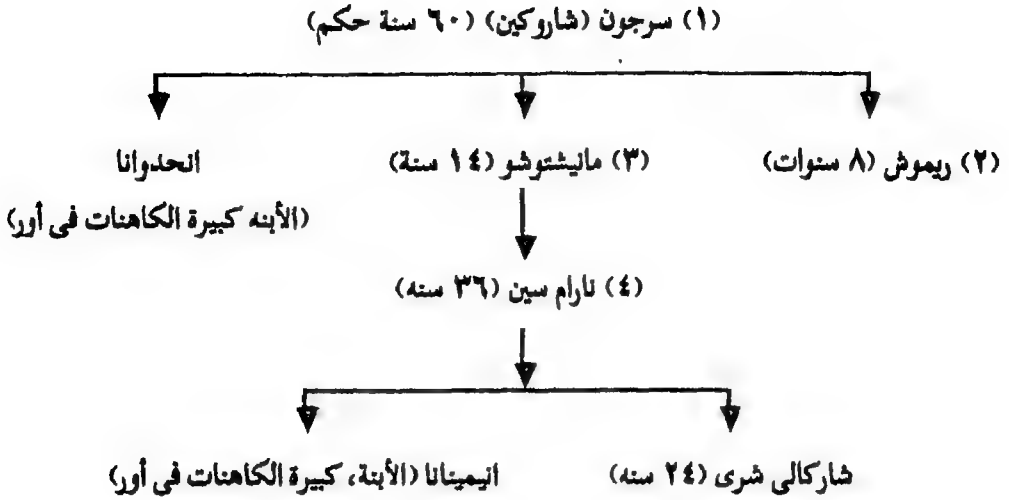 (١) سرجون (شاروكين) (٦٠ سنة حكم)
(٢) ريموش (٨ سنوات) (٣) مانيشتوشو (١٤ سنة) انحدوانا
(الأبنه كبيرة الكاهنات فى أور)
(٤) نارام سين (٣٦ سنه)
شاركالى شرى (٢٤ سنه) انيمينانا (الأبنة، كبيرة الكاهنات فى أور)